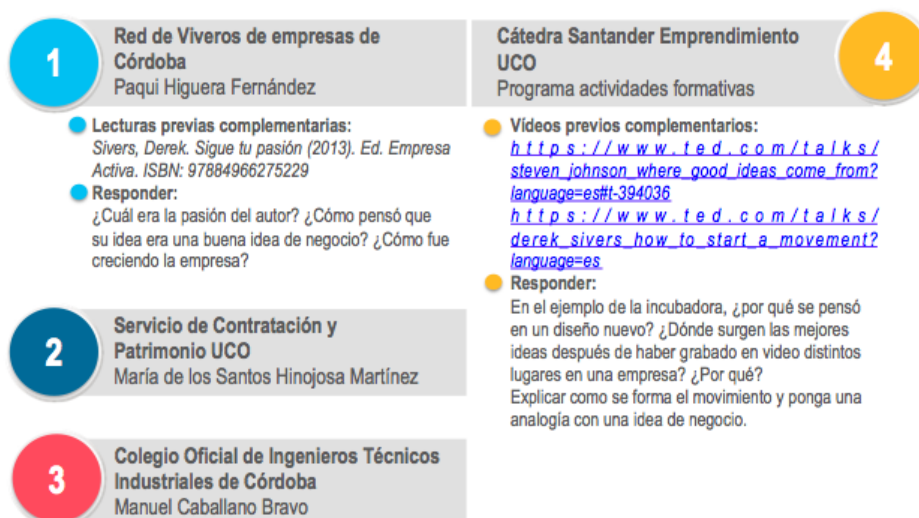 1
Red de Viveros de empresas de
Córdoba
Paqui Higuera Fernández
Lecturas previas complementarias:
Sivers, Derek. Sigue tu pasión (2013). Ed. Empresa
Activa. ISBN: 97884966275229
Responder:
¿Cuál era la pasión del autor? ¿Cómo pensó que
su idea era una buena idea de negocio? ¿Cómo fue
creciendo la empresa?
2
Servicio de Contratación y
Patrimonio UCO
María de los Santos Hinojosa Martínez
3
Colegio Oficial de Ingenieros Técnicos
Industriales de Córdoba
Manuel Caballano Bravo
Cátedra Santander Emprendimiento
UCO
Programa actividades formativas
4
Vídeos previos complementarios:
https://www.ted.com/talks/
steven_johnson_where_good_ideas_come_from?
language=es#t-394036
https://www.ted.com/talks/
derek_sivers_how_to_start_a_movement?
language=es
Responder:
En el ejemplo de la incubadora, ¿por qué se pensó
en un diseño nuevo? ¿Dónde surgen las mejores
ideas después de haber grabado en video distintos
lugares en una empresa? ¿Por qué?
Explicar como se forma el movimiento y ponga una
analogía con una idea de negocio.